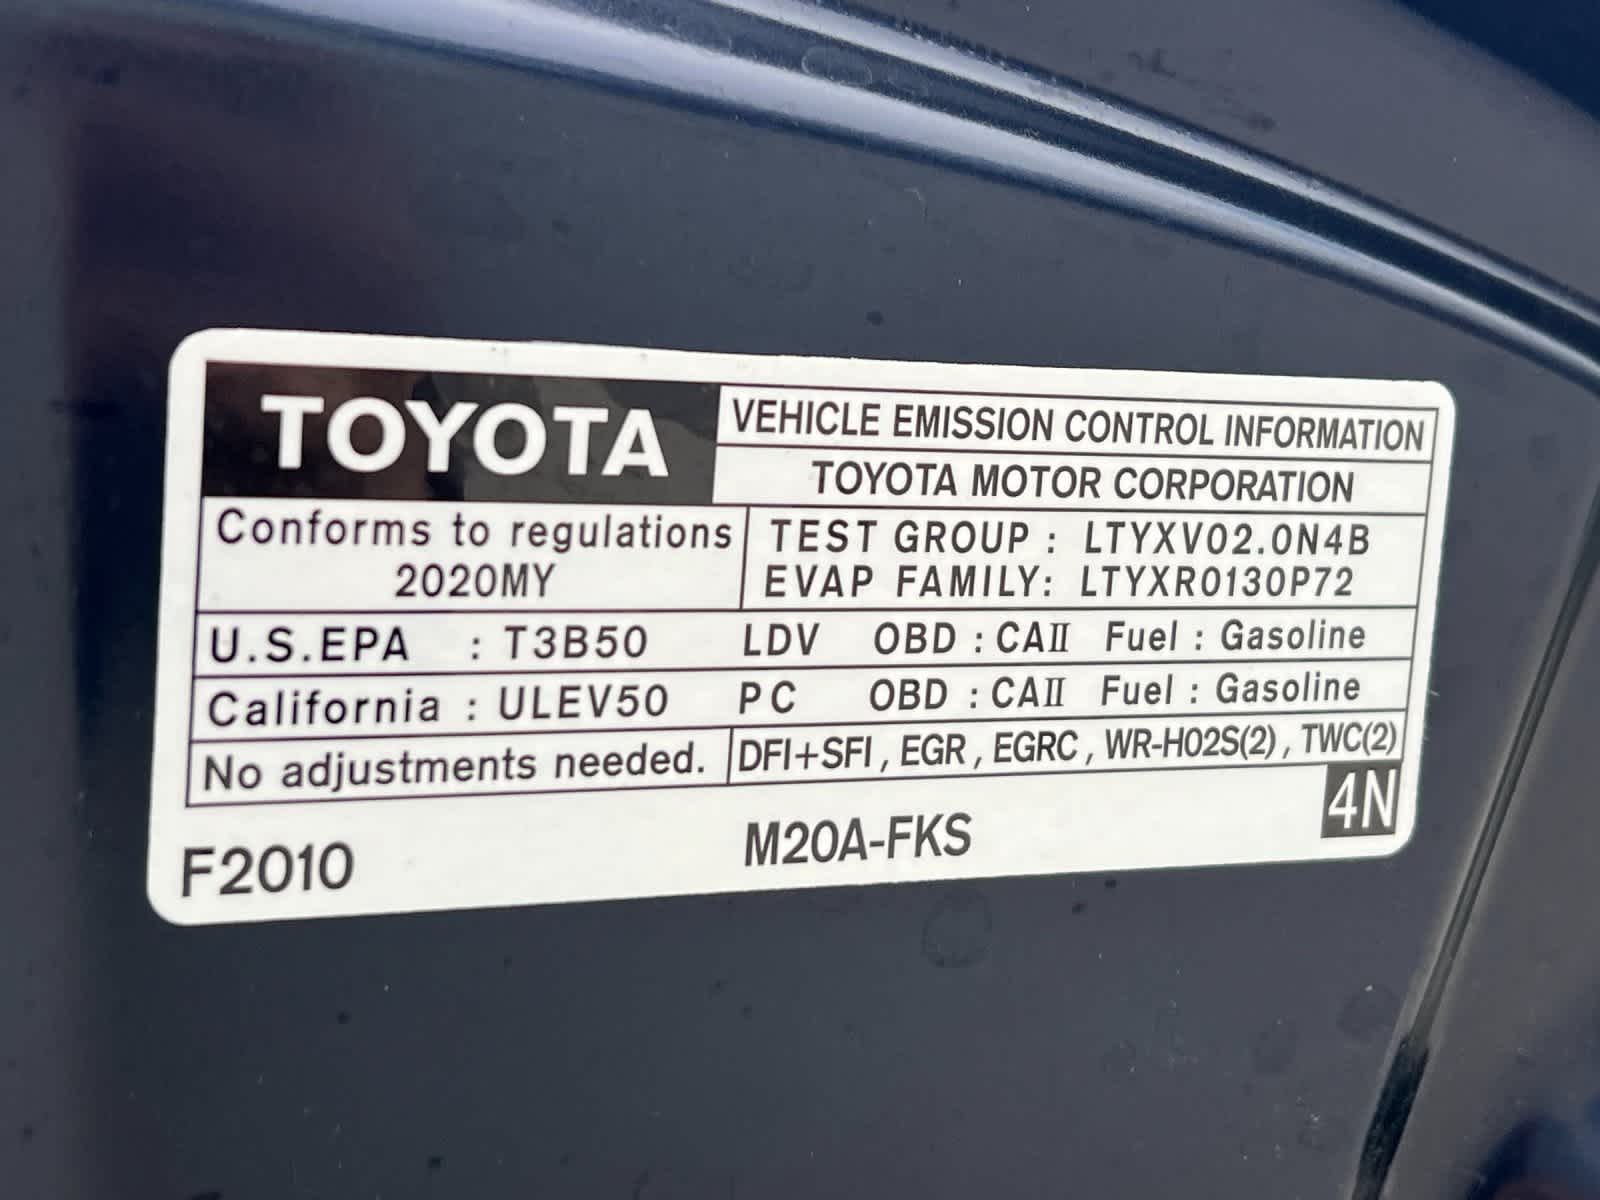 TOYOTA
VEHICLE EMISSION CONTROL INFORMATION
TOYOTA MOTOR CORPORATION
Conforms to regulations
2020MY
TEST GROUP : LTYXV02.0N4B
EVAP FAMILY: LTYXR0130P72
U.S.EPA : T3B50 LDV OBD : CAII Fuel : Gasoline
California : ULEV50 PC OBD : CAII Fuel : Gasoline
No adjustments needed. DFI+SFI, EGR, EGRC, WR-HO2S(2), TWC(2)
4N
F2010 M20A-FKS